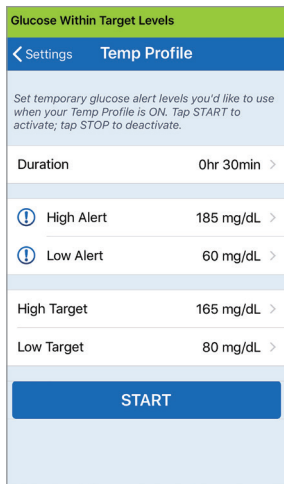 Glucose Within Target Levels
Settings Temp Profile
Set temporary glucose alert levels you'd like to use
when your Temp Profile is ON. Tap START to
activate; tap STOP to deactivate.
Duration 0hr 30min
High Alert 185 mg/dL
Low Alert 60 mg/dL
High Target 165 mg/dL
Low Target 80 mg/dL
START